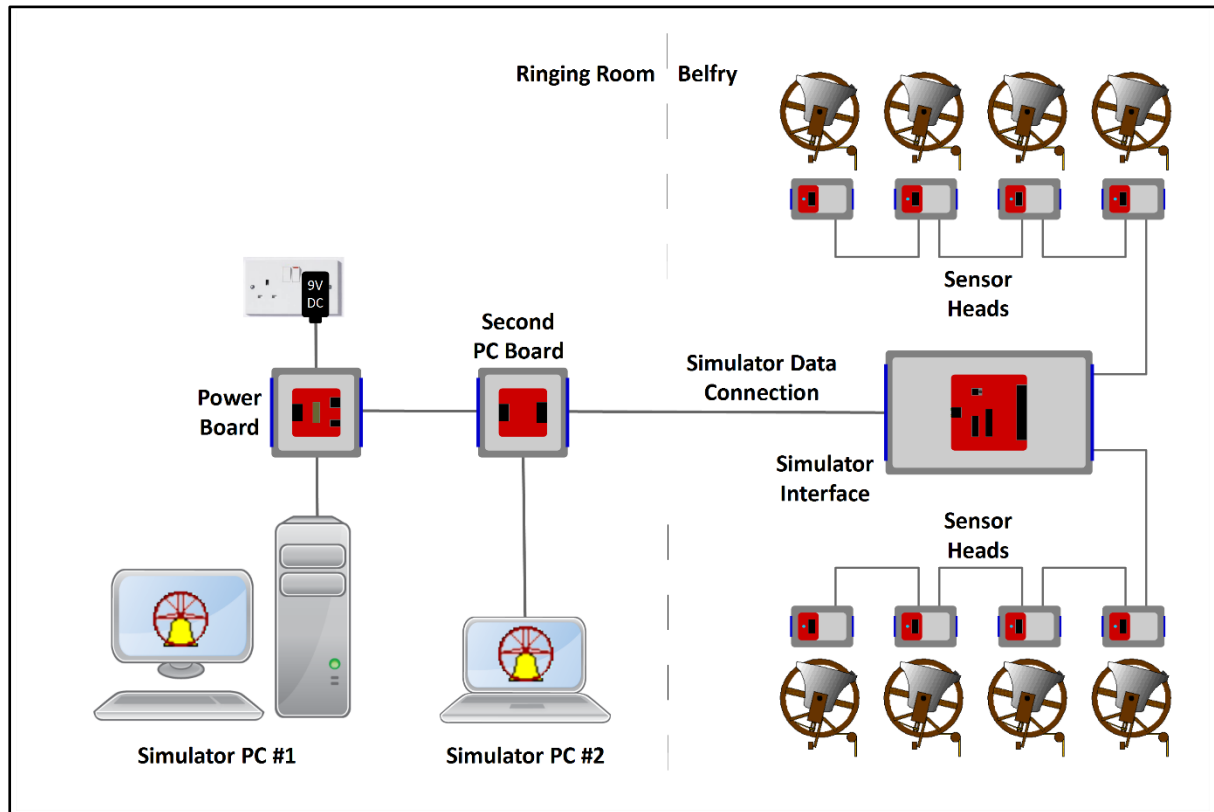 Ringing Room
Belfry
Sensor
Heads
9V
DC
Second
PC Board
Simulator Data
Connection
Power
Board
Simulator
Interface
Sensor
Heads
Simulator PC #1
Simulator PC #2